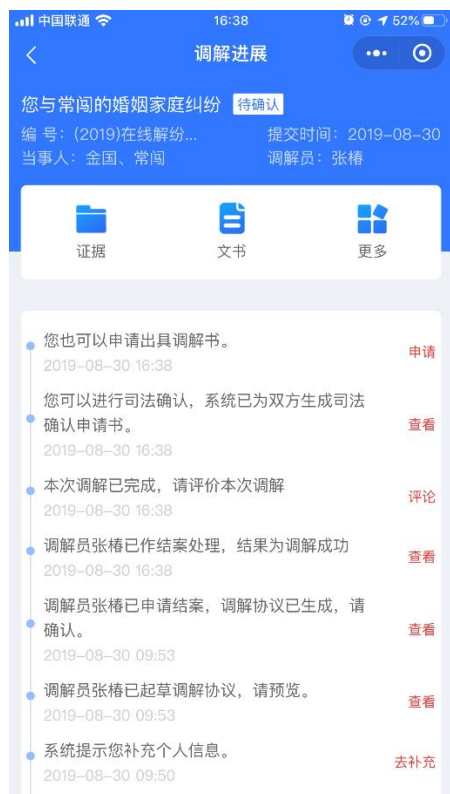 中国联通 16:38 52%
调解进展
您与常闯的婚姻家庭纠纷 待确认
编 号：(2019)在线解纷... 提交时间：2019-08-30
当事人：金国、常闯 调解员：张椿
证据 文书 更多
您也可以申请出具调解书。
申请
2019-08-30 16:38
您可以进行司法确认，系统已为双方生成司法
确认申请书。
查看
2019-08-30 16:38
本次调解已完成，请评价本次调解
评论
2019-08-30 16:38
调解员张椿已作结案处理，结果为调解成功
查看
2019-08-30 16:38
调解员张椿已申请结案，调解协议已生成，请
确认。
查看
2019-08-30 09:53
调解员张椿已起草调解协议，请预览。
查看
2019-08-30 09:53
系统提示您补充个人信息。
去补充
2019-08-30 09:50